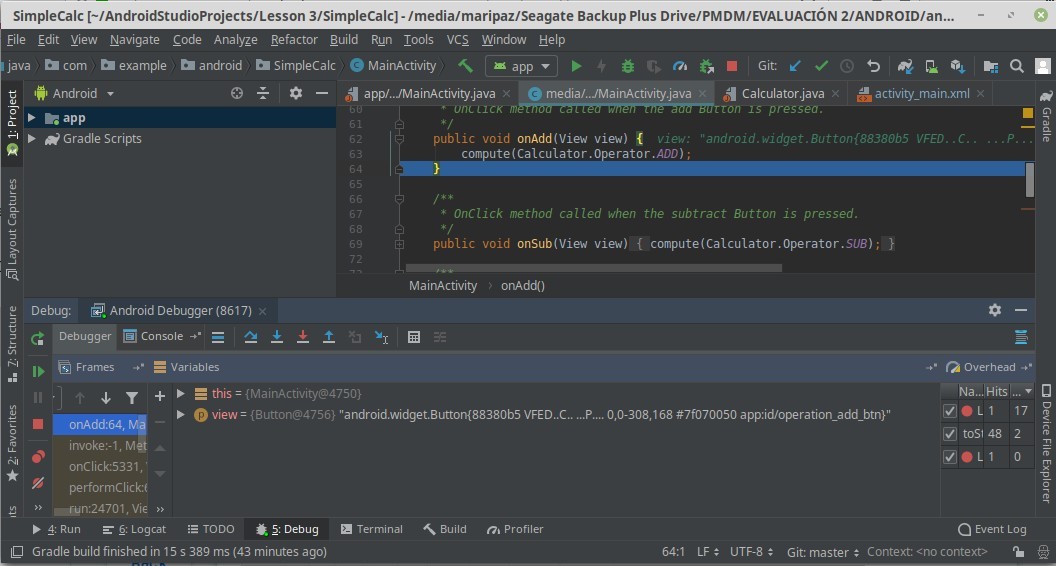 SimpleCalc [~/AndroidStudioProjects/Lesson 3/SimpleCalc] - /media/maripaz/Seagate Backup Plus Drive/PMDM/EVALUACIÓN 2/ANDROID/an...
File Edit View Navigate Code Analyze Refactor Build Run Tools VCS Window Help
java com example android SimpleCalc MainActivity app Git:
Android app/.../MainActivity.java media/.../MainActivity.java Calculator.java activity_main.xml
app
Gradle Scripts
1: Project
Layout Captures
7: Structure
2: Favorites
Gradle
Device File Explorer
60 * OnClick method called when the add Button is pressed.
61 */
62 public void onAdd(View view) { view: "android.widget.Button{88380b5 VFED..C.. ...P...
63 compute(Calculator.Operator.ADD);
64 }
65
66 /**
67 * OnClick method called when the subtract Button is pressed.
68 */
69 public void onSub(View view) { compute(Calculator.Operator.SUB); }
72
73 /**
MainActivity onAdd()
Debug: Android Debugger (8617)
Debugger Console
Frames Variables Overhead
onAdd:64, Ma
invoke:-1, Met
onClick:5331,
performClick:
run:24701, Vie
this = {MainActivity@4750}
view = {Button@4756} "android.widget.Button{88380b5 VFED..C.. ...P.... 0,0-308,168 #7f070050 app:id/operation_add_btn}"
Na... Hits ...
L 1 17
toSt 48 2
L 1 0
4: Run 6: Logcat TODO 5: Debug Terminal Build Profiler Event Log
Gradle build finished in 15 s 389 ms (43 minutes ago) 64:1 LF UTF-8 Git: master Context: <no context>